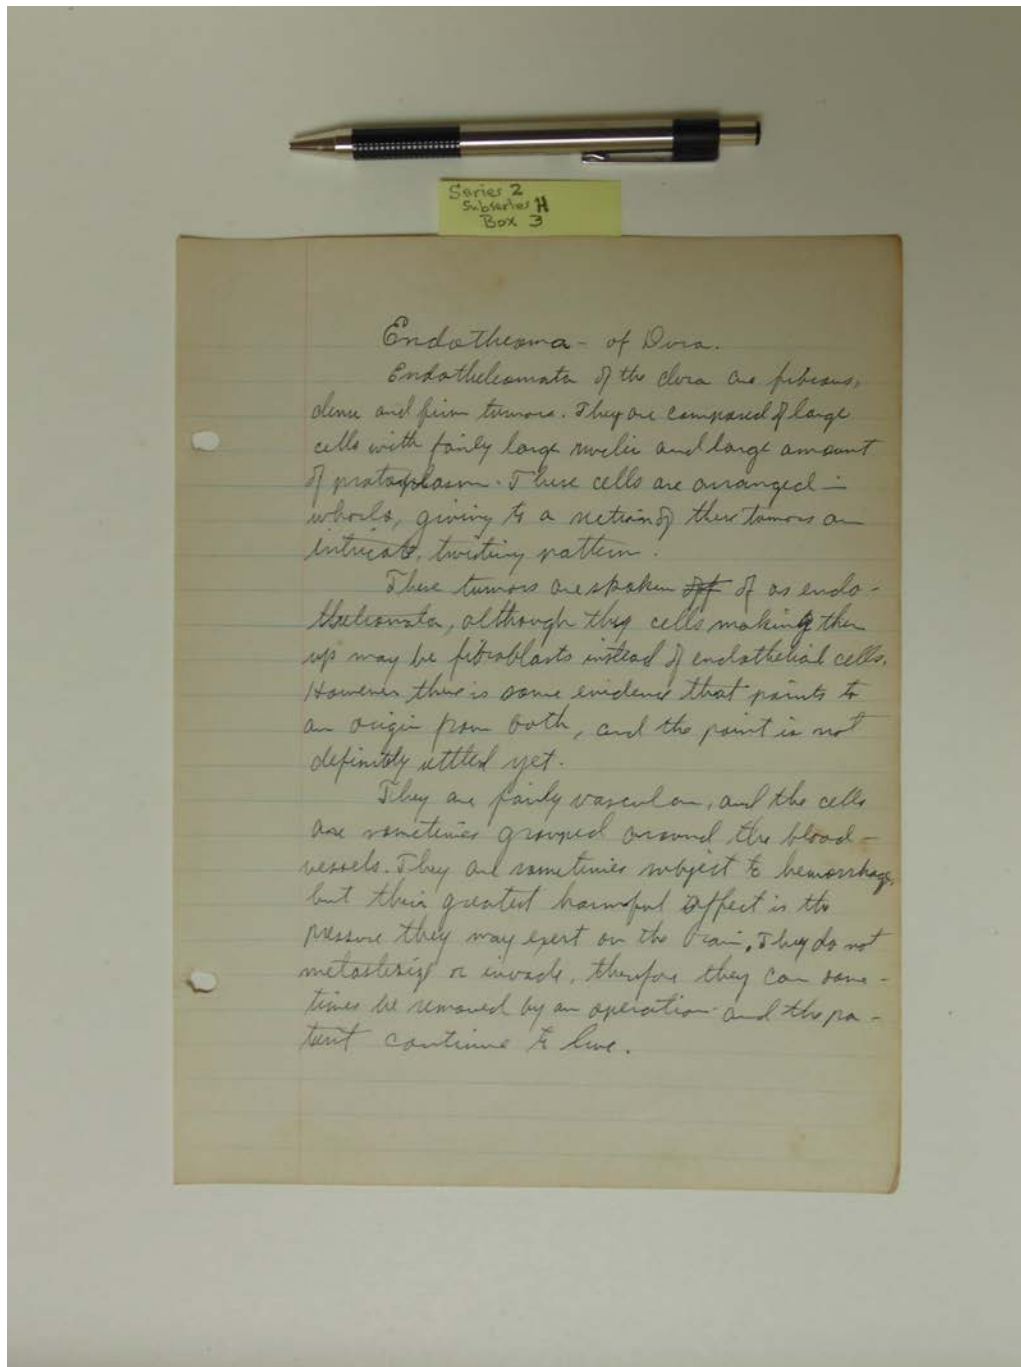 Series 2
Subseries H
Box 3
Endotheoma - of Dura.
Endotheleomata of the dura are fibrous,
dense and firm tumors. They are composed of large
cells with fairly large nuclei and large amount
of protoplasm. These cells are arranged in
whorls, giving to a section of these tumors an
intricate, twisting pattern.
These tumors are spoken off of as endo-
theleomata, although they cells making them
up may be fibroblasts instead of endothelial cells.
However there is some evidence that points to
an origin from both, and the point is not
definitely settled yet.
They are fairly vascular, and the cells
are sometimes grouped around the blood-
vessels. They are sometimes subject to hemorrhage,
but their greatest harmful affect is the
pressure they may exert on the brain. They do not
metastesize or invade, therefore they can some-
times be removed by an operation and the pa-
tient continue to live.